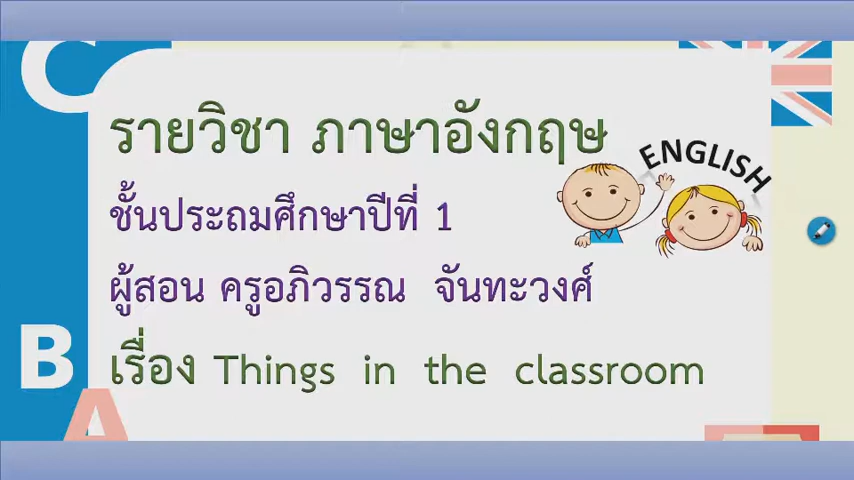 C
รายวิชา ภาษาอังกฤษ
ENGLISH
ชั้นประถมศึกษาปีที่ 1
ผู้สอน ครูอภิวรรณ จันทะวงศ์
B
เรื่อง Things in the classroom
A